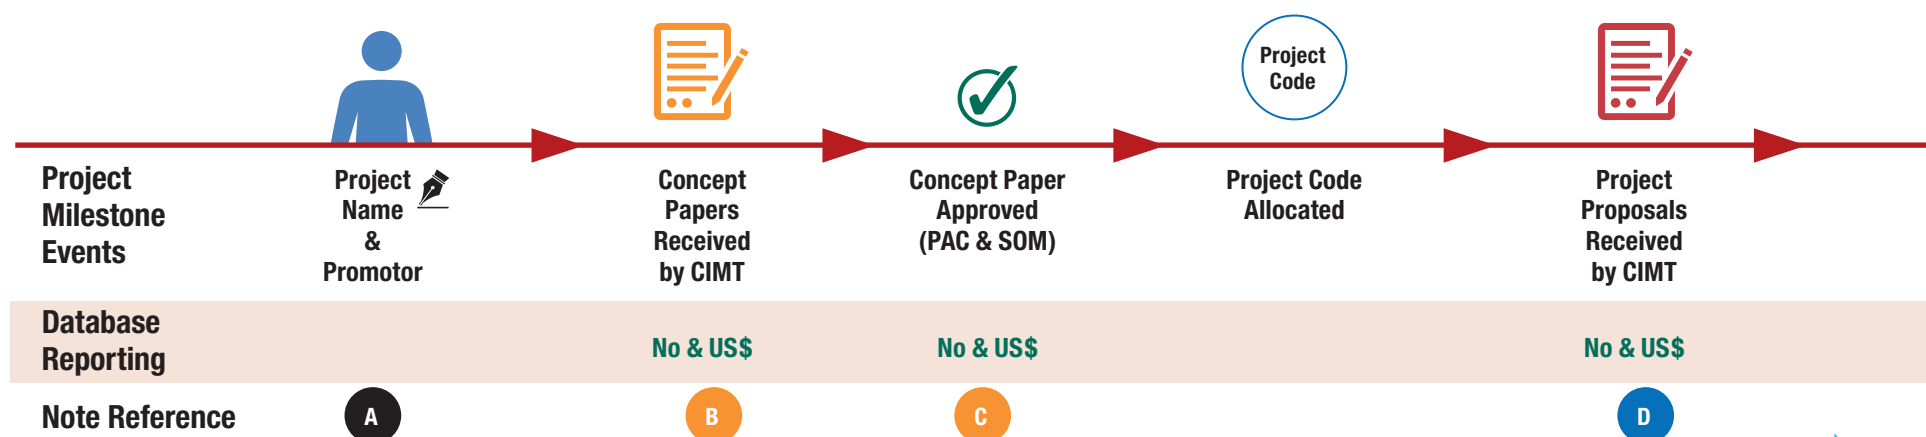 Project
Code
Project
Milestone
Events
Project
Name
&
Promotor
Concept
Papers
Received
by CIMT
Concept Paper
Approved
(PAC & SOM)
Project Code
Allocated
Project
Proposals
Received
by CIMT
Database
Reporting
No & US$
No & US$
No & US$
Note Reference
A
B
C
D